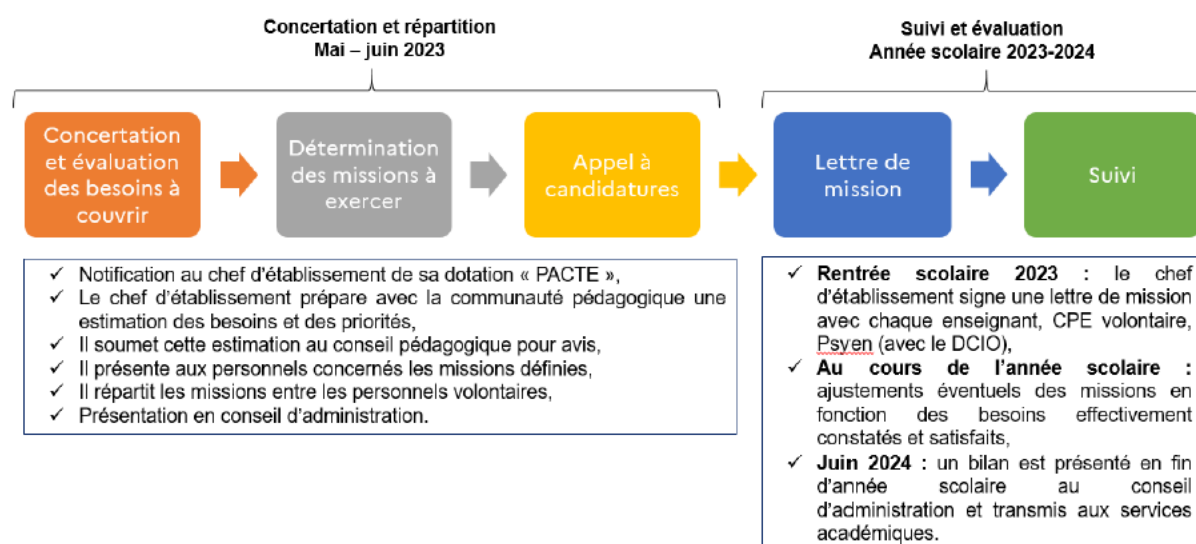 Concertation et répartition
Mai – juin 2023
Suivi et évaluation
Année scolaire 2023-2024
Concertation
et évaluation
des besoins à
couvrir
Détermination
des missions à
exercer
Appel à
candidatures
Lettre de
mission
Suivi
✓ Notification au chef d'établissement de sa dotation « PACTE »,
✓ Le chef d'établissement prépare avec la communauté pédagogique une
estimation des besoins et des priorités,
✓ Il soumet cette estimation au conseil pédagogique pour avis,
✓ Il présente aux personnels concernés les missions définies,
✓ Il répartit les missions entre les personnels volontaires,
✓ Présentation en conseil d'administration.
✓ Rentrée scolaire 2023 : le chef
d'établissement signe une lettre de mission
avec chaque enseignant, CPE volontaire,
Psyen (avec le DCIO),
✓ Au cours de l'année scolaire :
ajustements éventuels des missions en
fonction des besoins effectivement
constatés et satisfaits,
✓ Juin 2024 : un bilan est présenté en fin
d'année scolaire au conseil
d'administration et transmis aux services
académiques.